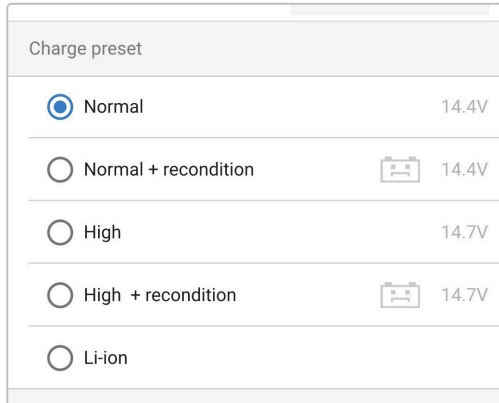 Charge preset
Normal 14.4V
Normal + recondition 14.4V
High 14.7V
High + recondition 14.7V
Li-ion